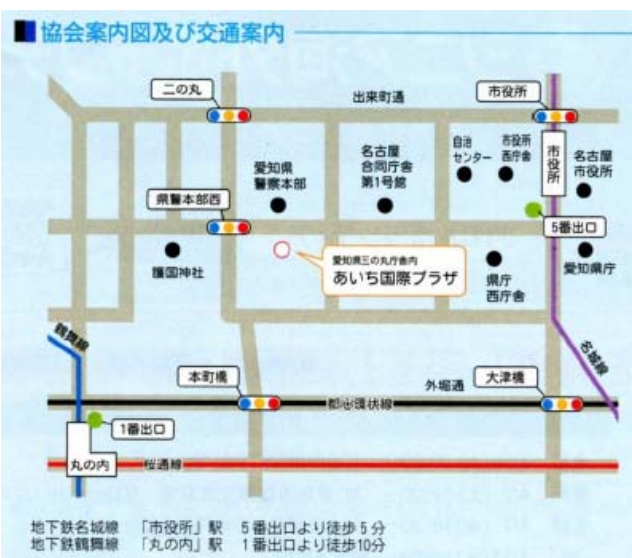 協会案内図及び交通案内
二の丸
出来町通
市役所
愛知県
警察本部
名古屋
合同庁舎
第1号館
自治
センター
市役所
西庁舎
市役所
名古屋
市役所
県警本部西
5番出口
護国神社
愛知県三の丸庁舎内
あいち国際プラザ
県庁
西庁舎
愛知県庁
鶴舞線
名城線
本町橋
外堀通
大津橋
都心環状線
1番出口
丸の内
桜通線
地下鉄名城線 「市役所」駅 5番出口より徒歩5分
地下鉄鶴舞線 「丸の内」駅 1番出口より徒歩10分